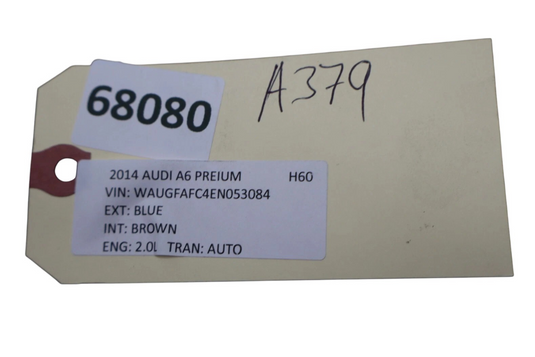 68080
A379
2014 AUDI A6 PREIUM H60
VIN: WAUGFAFC4EN053084
EXT: BLUE
INT: BROWN
ENG: 2.0L TRAN: AUTO